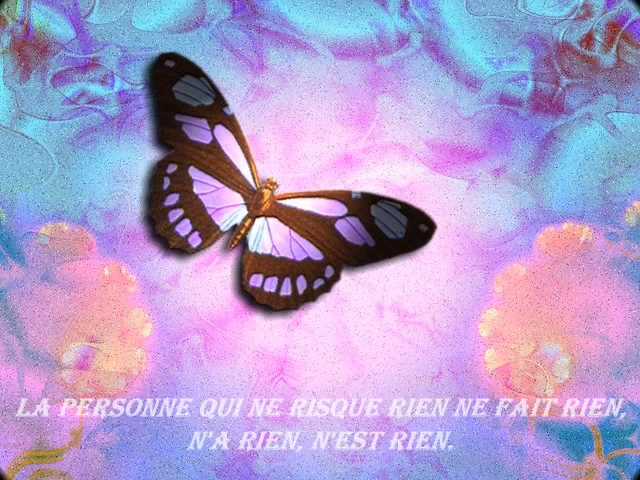 LA PERSONNE QUI NE RISQUE RIEN NE FAIT RIEN,
N'A RIEN, N'EST RIEN.